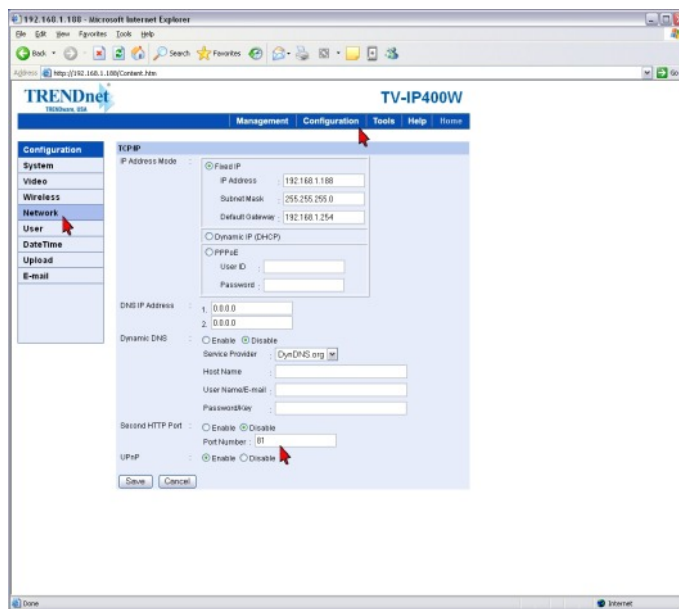 192.168.1.188 - Microsoft Internet Explorer
File Edit View Favorites Tools Help
Back Search Favorites
Address http://192.168.1.188/Content.htm Go
TRENDnet
TRENDware, USA
TV-IP400W
Management Configuration Tools Help Home
Configuration
System
Video
Wireless
Network
User
DateTime
Upload
E-mail
TCP/IP
IP Address Mode :
Fixed IP
IP Address : 192.168.1.188
Subnet Mask : 255.255.255.0
Default Gateway : 192.168.1.254
Dynamic IP (DHCP)
PPPoE
User ID :
Password :
DNS IP Address : 1. 0.0.0.0
2. 0.0.0.0
Dynamic DNS : Enable Disable
Service Provider : DynDNS.org
Host Name :
User Name/E-mail :
Password/Key :
Second HTTP Port : Enable Disable
Port Number : 81
UPnP : Enable Disable
Save Cancel
Done Internet